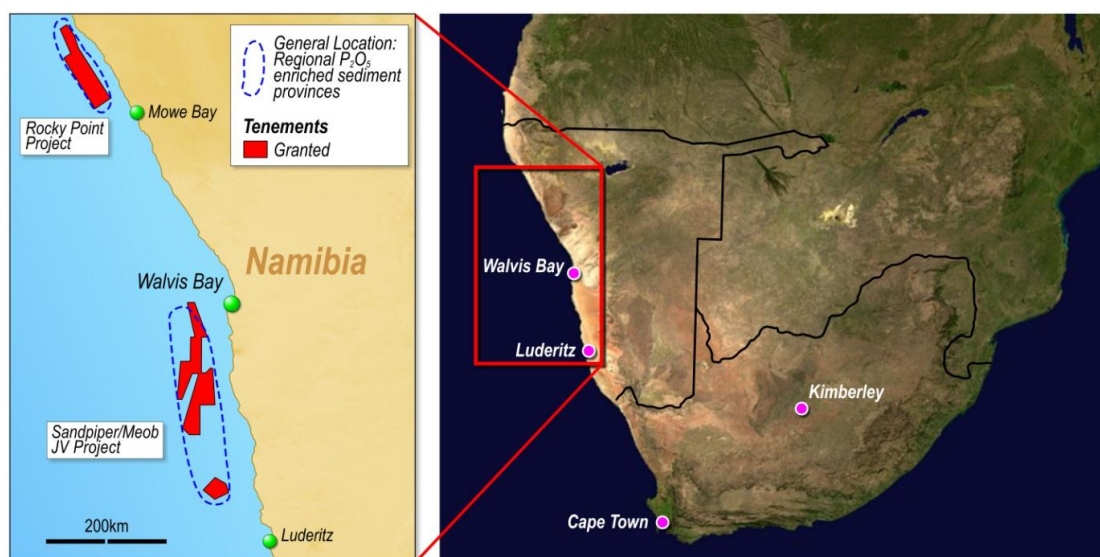 General Location:
Regional P₂O₅
enriched sediment
provinces
Tenements
Granted
Mowe Bay
Rocky Point
Project
Namibia
Walvis Bay
Sandpiper/Meob
JV Project
200km
Luderitz
Walvis Bay
Luderitz
Kimberley
Cape Town